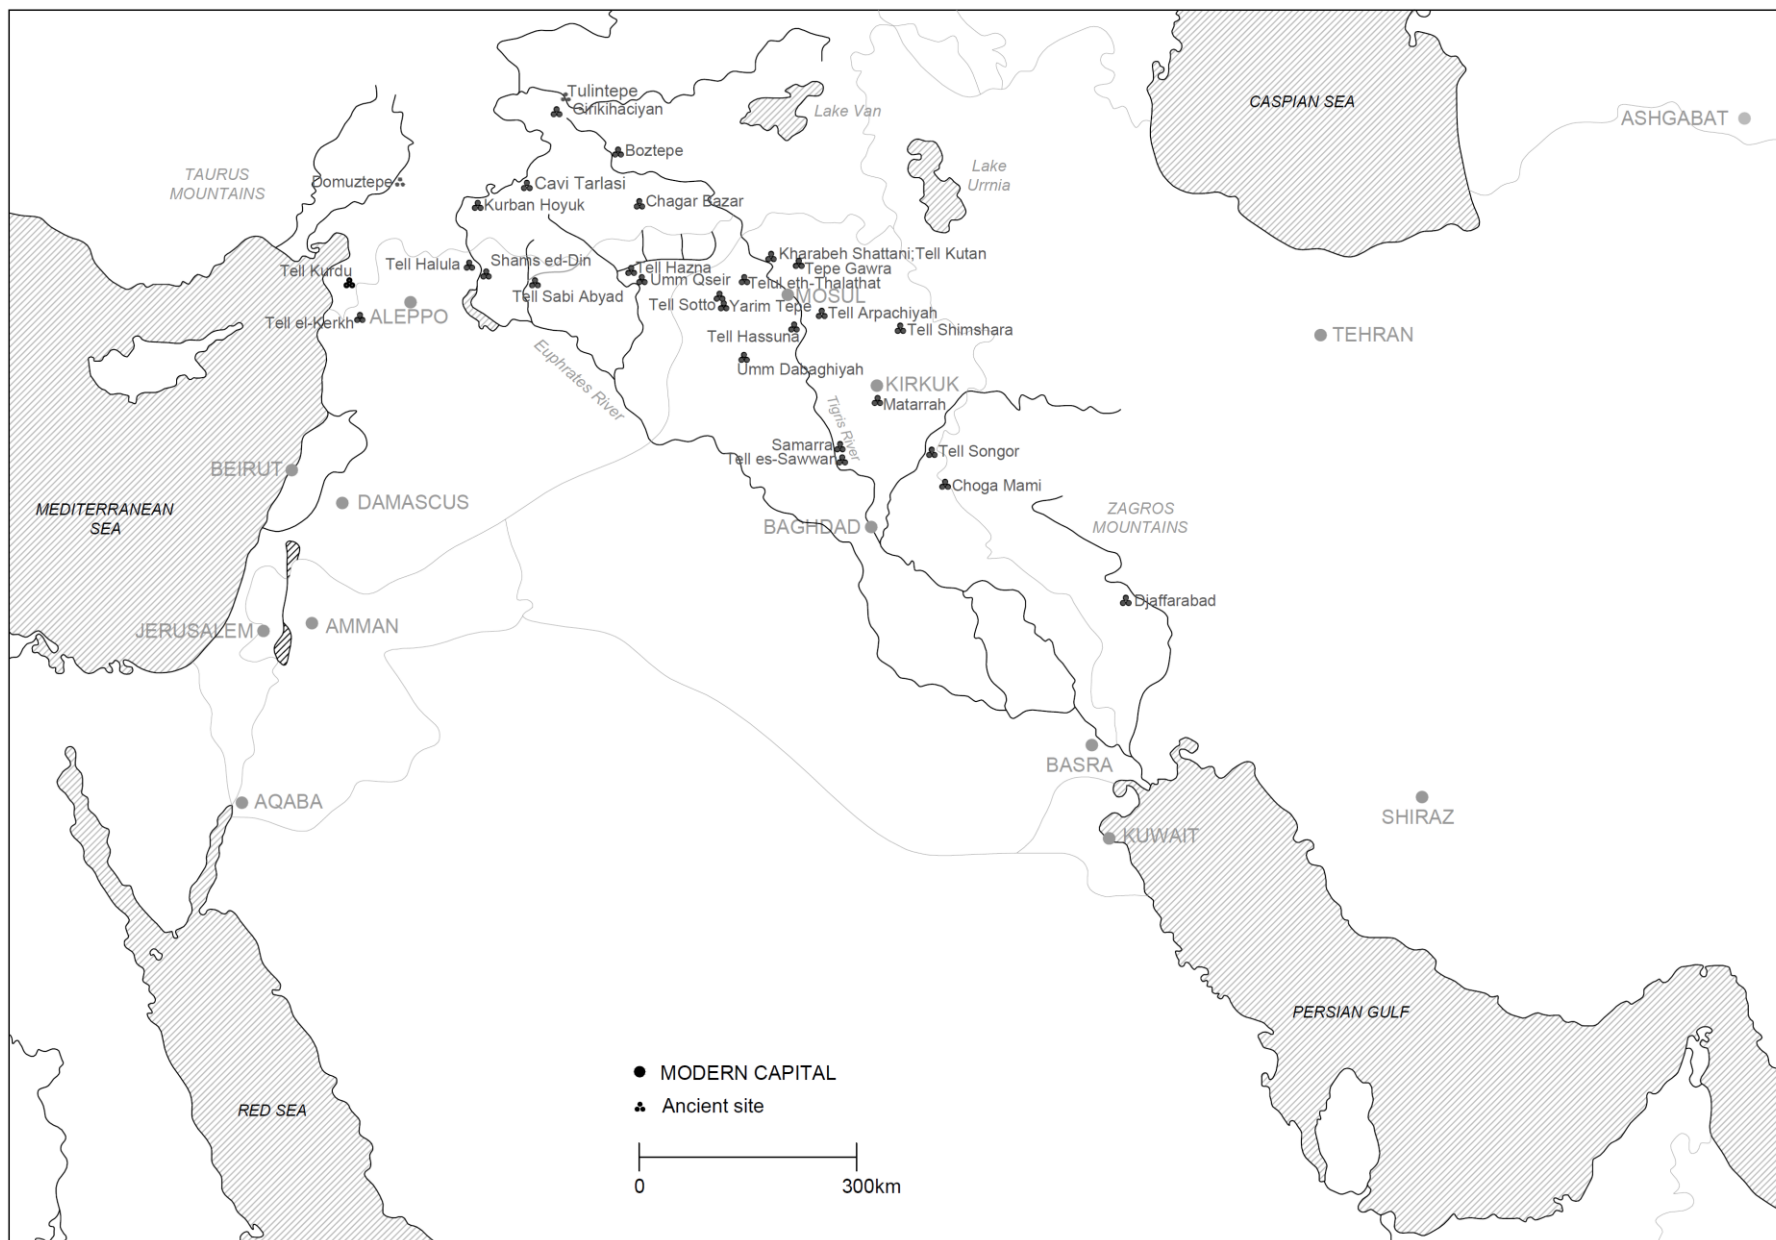 CASPIAN SEA
ASHGABAT
Tulintepe
Girikihaciyan
Lake Van
Boztepe
TAURUS
MOUNTAINS
Domuztepe
Lake
Urrnia
Cavi Tarlasi
Kurban Hoyuk
Chagar Bazar
Kharabeh Shattani;Tell Kutan
Tepe Gawra
Tell Kurdu
Tell Halula
Shams ed-Din
Tell Hazna
Umm Qseir
Telul eth-Thalathat
Tell Sabi Abyad
MOSUL
Tell Sotto
Yarim Tepe
Tell Arpachiyah
Tell el-Kerkh
ALEPPO
Tell Hassuna
Tell Shimshara
TEHRAN
Umm Dabaghiyah
Euphrates River
KIRKUK
Matarrah
Tigris River
Samarra
Tell es-Sawwan
Tell Songor
BEIRUT
Choga Mami
DAMASCUS
MEDITERRANEAN
SEA
BAGHDAD
ZAGROS
MOUNTAINS
Djaffarabad
JERUSALEM
AMMAN
BASRA
AQABA
SHIRAZ
KUWAIT
PERSIAN GULF
RED SEA
MODERN CAPITAL
Ancient site
0 300km